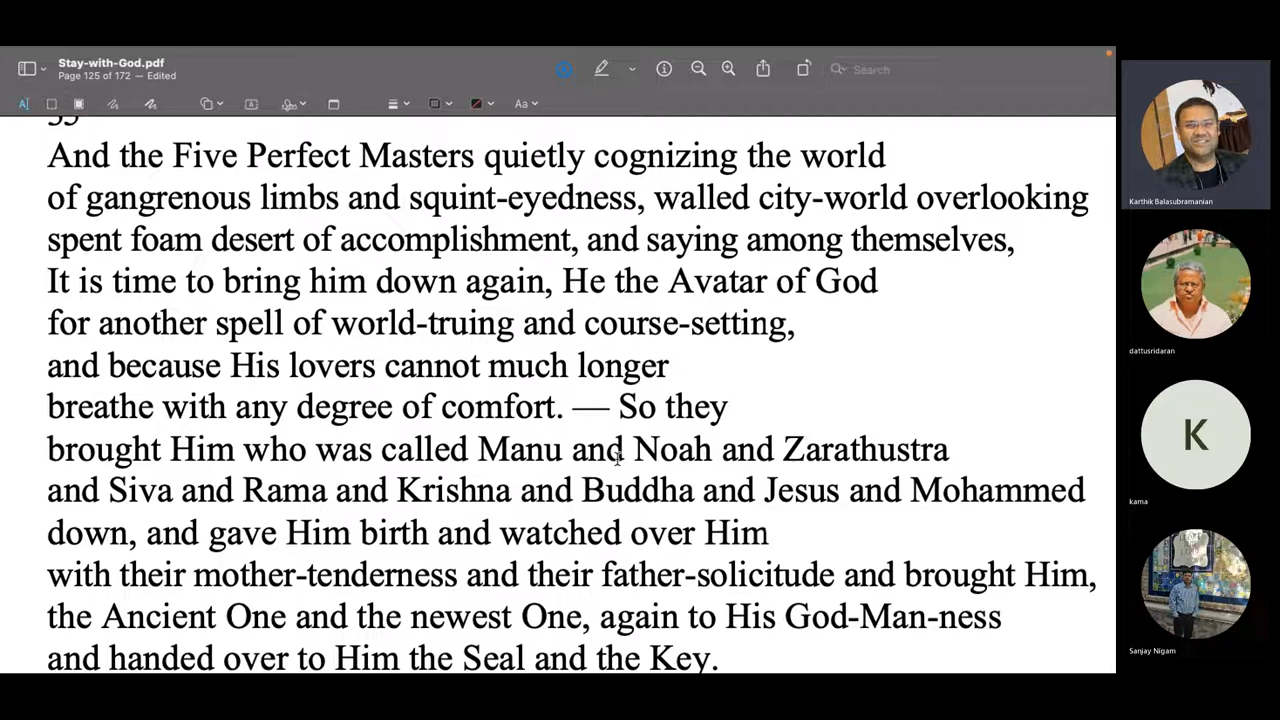 Stay-with-God.pdf
Page 125 of 172 — Edited
Search
And the Five Perfect Masters quietly cognizing the world
of gangrenous limbs and squint-eyedness, walled city-world overlooking
spent foam desert of accomplishment, and saying among themselves,
It is time to bring him down again, He the Avatar of God
for another spell of world-truing and course-setting,
and because His lovers cannot much longer
breathe with any degree of comfort. — So they
brought Him who was called Manu and Noah and Zarathustra
and Siva and Rama and Krishna and Buddha and Jesus and Mohammed
down, and gave Him birth and watched over Him
with their mother-tenderness and their father-solicitude and brought Him,
the Ancient One and the newest One, again to His God-Man-ness
and handed over to Him the Seal and the Key.
Karthik Balasubramanian
dattusridaran
K
kama
Sanjay Nigam